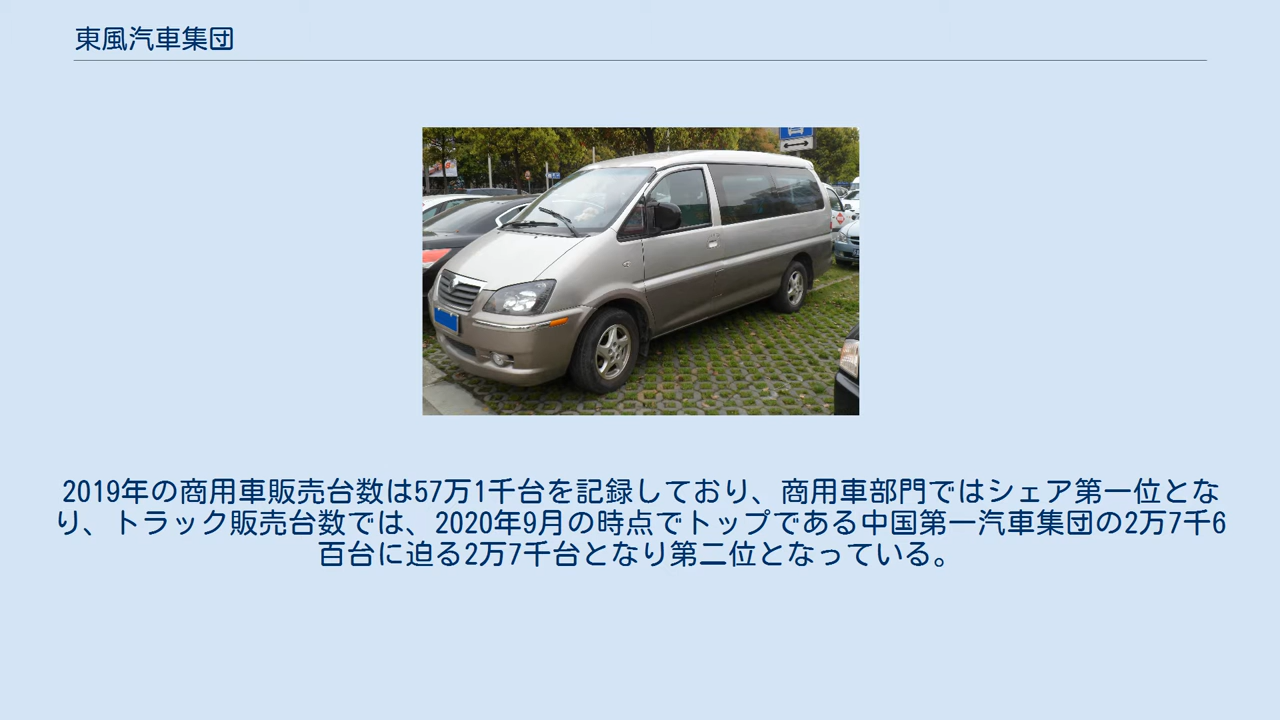 東風汽車集団
2019年の商用車販売台数は57万1千台を記録しており、商用車部門ではシェア第一位とな
り、トラック販売台数では、2020年9月の時点でトップである中国第一汽車集団の2万7千6
百台に迫る2万7千台となり第二位となっている。